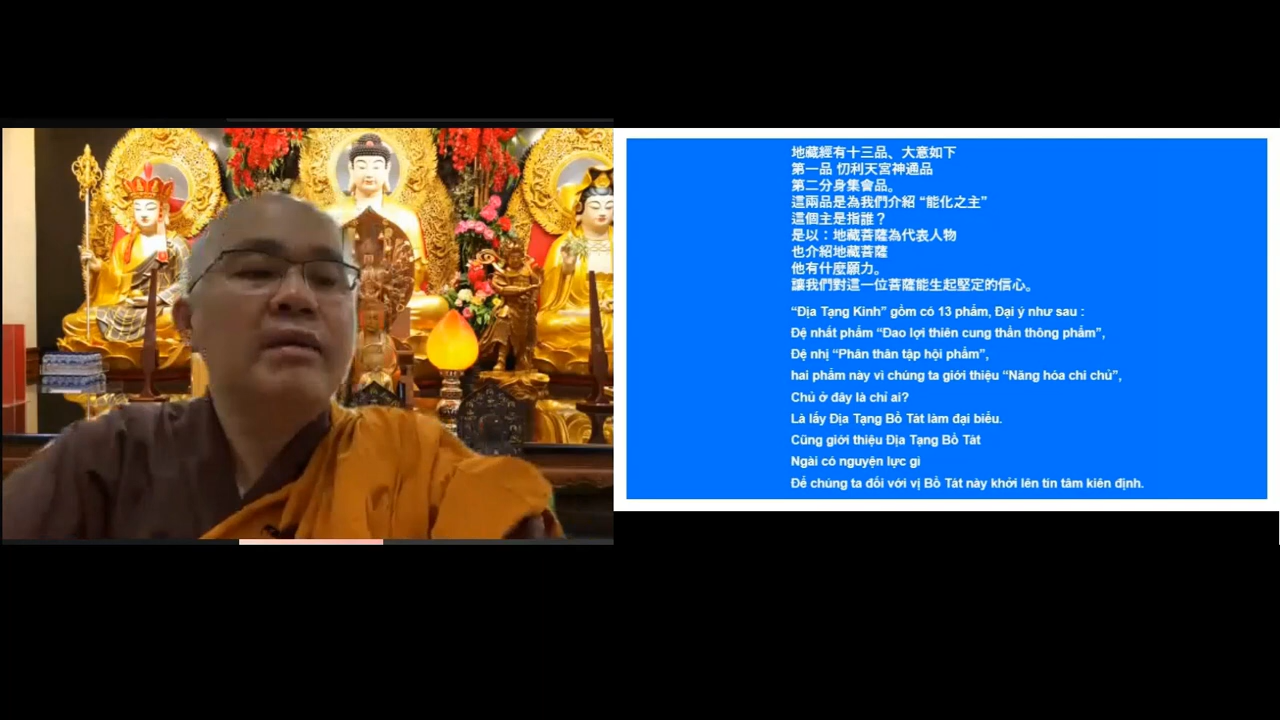 地藏經有十三品、大意如下
第一品 忉利天宮神通品
第二分身集會品。
這兩品是為我們介紹 “能化之主”
這個主是指誰？
是以：地藏菩薩為代表人物
也介紹地藏菩薩
他有什麼願力。
讓我們對這一位菩薩能生起堅定的信心。
“Địa Tạng Kinh” gồm có 13 phẩm, Đại ý như sau :
Đệ nhất phẩm “Đao lợi thiên cung thần thông phẩm”,
Đệ nhị “Phân thân tập hội phẩm”,
hai phẩm này vì chúng ta giới thiệu “Năng hóa chi chủ”,
Chủ ở đây là chỉ ai?
Là lấy Địa Tạng Bồ Tát làm đại biểu.
Cũng giới thiệu Địa Tạng Bồ Tát
Ngài có nguyện lực gì
Để chúng ta đối với vị Bồ Tát này khởi lên tín tâm kiên định.